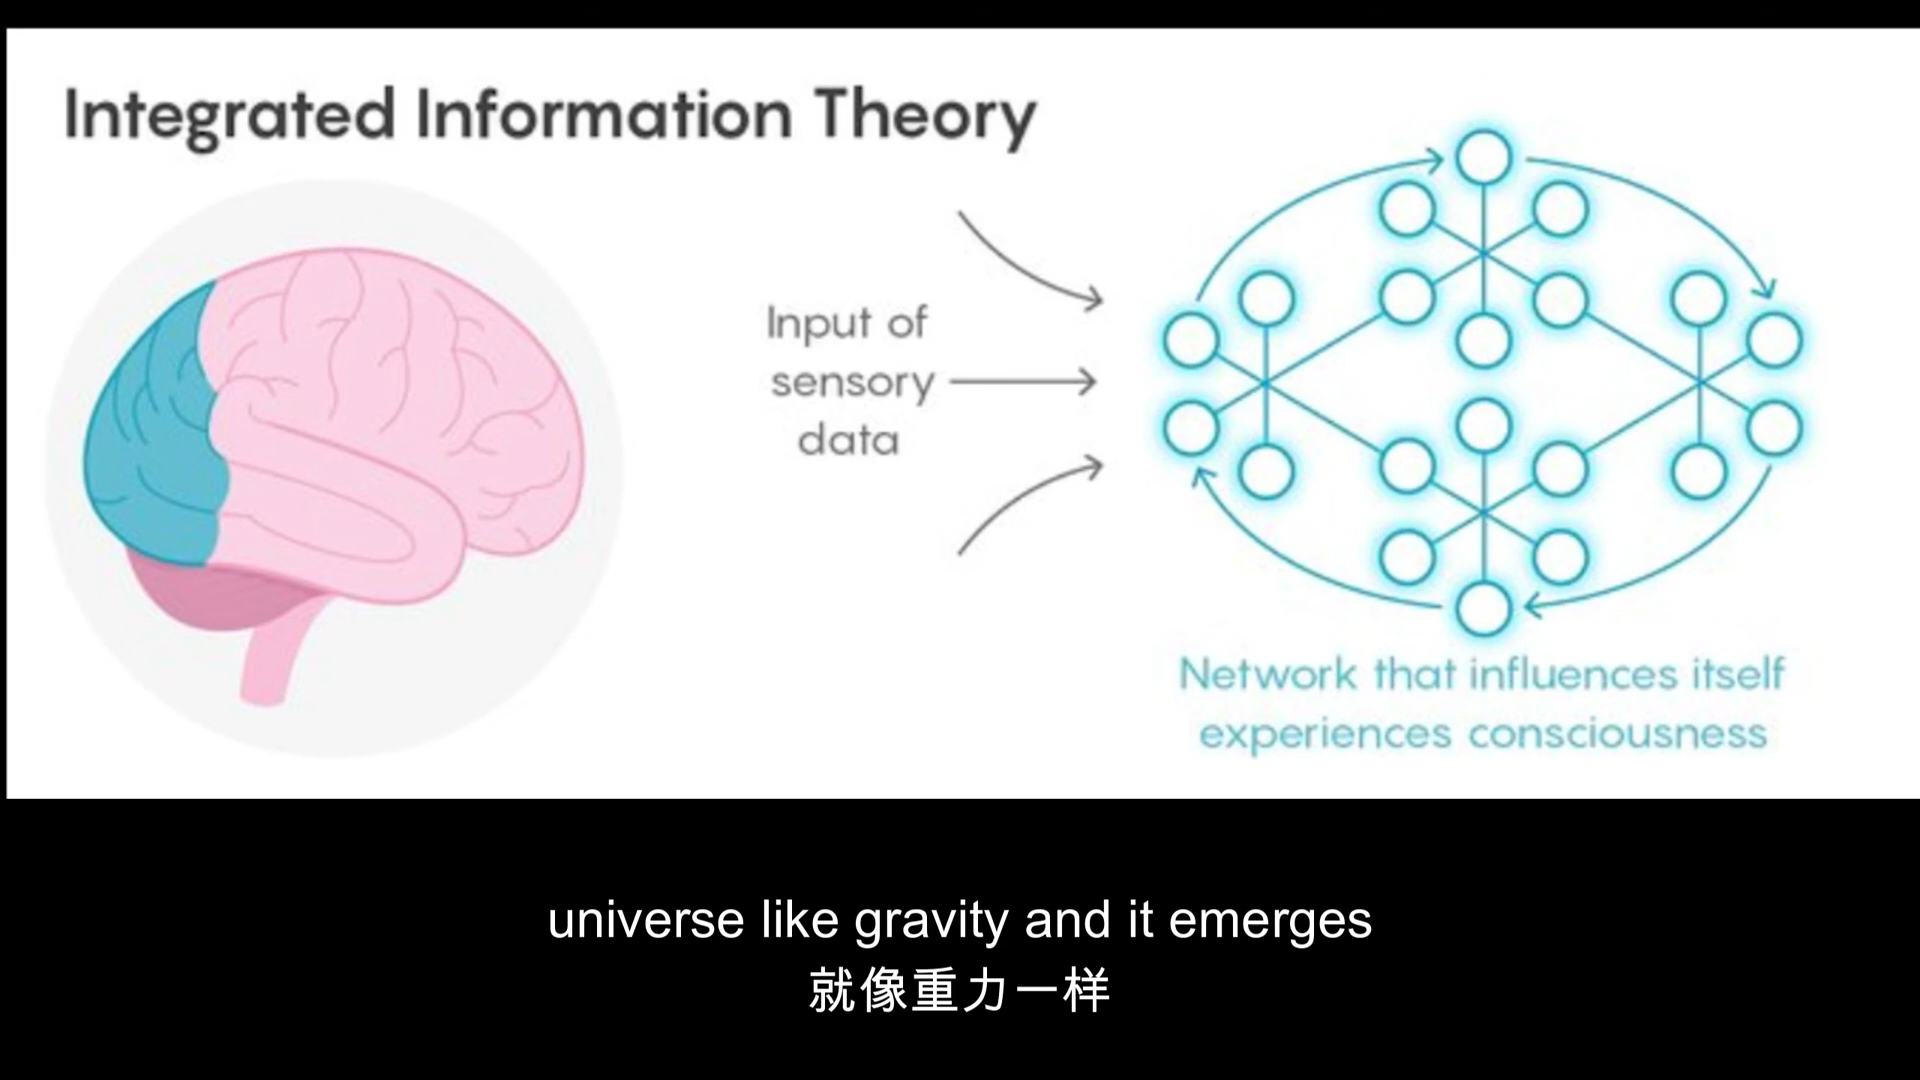 Integrated Information Theory
Input of
sensory
data
Network that influences itself
experiences consciousness
universe like gravity and it emerges
就像重力一样